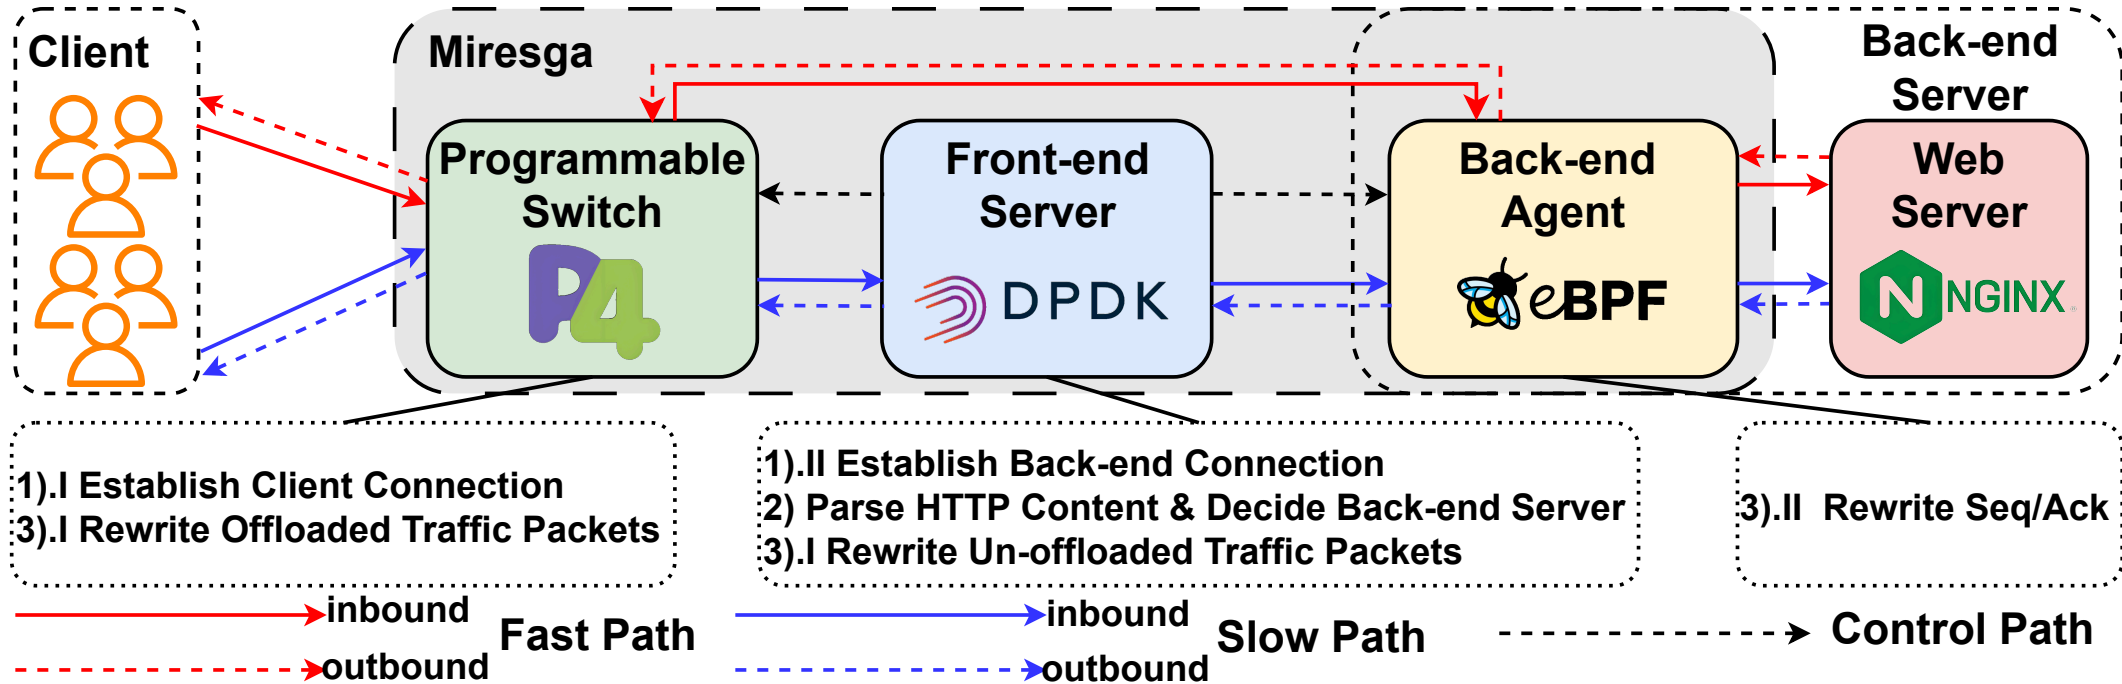 Client
Miresga
Back-end
Server
Programmable
Switch
P4
Front-end
Server
DPDK
Back-end
Agent
eBPF
Web
Server
N NGINX
1).I Establish Client Connection
3).I Rewrite Offloaded Traffic Packets
1).II Establish Back-end Connection
2) Parse HTTP Content & Decide Back-end Server
3).I Rewrite Un-offloaded Traffic Packets
3).II Rewrite Seq/Ack
inbound
outbound
Fast Path
inbound
outbound
Slow Path
Control Path